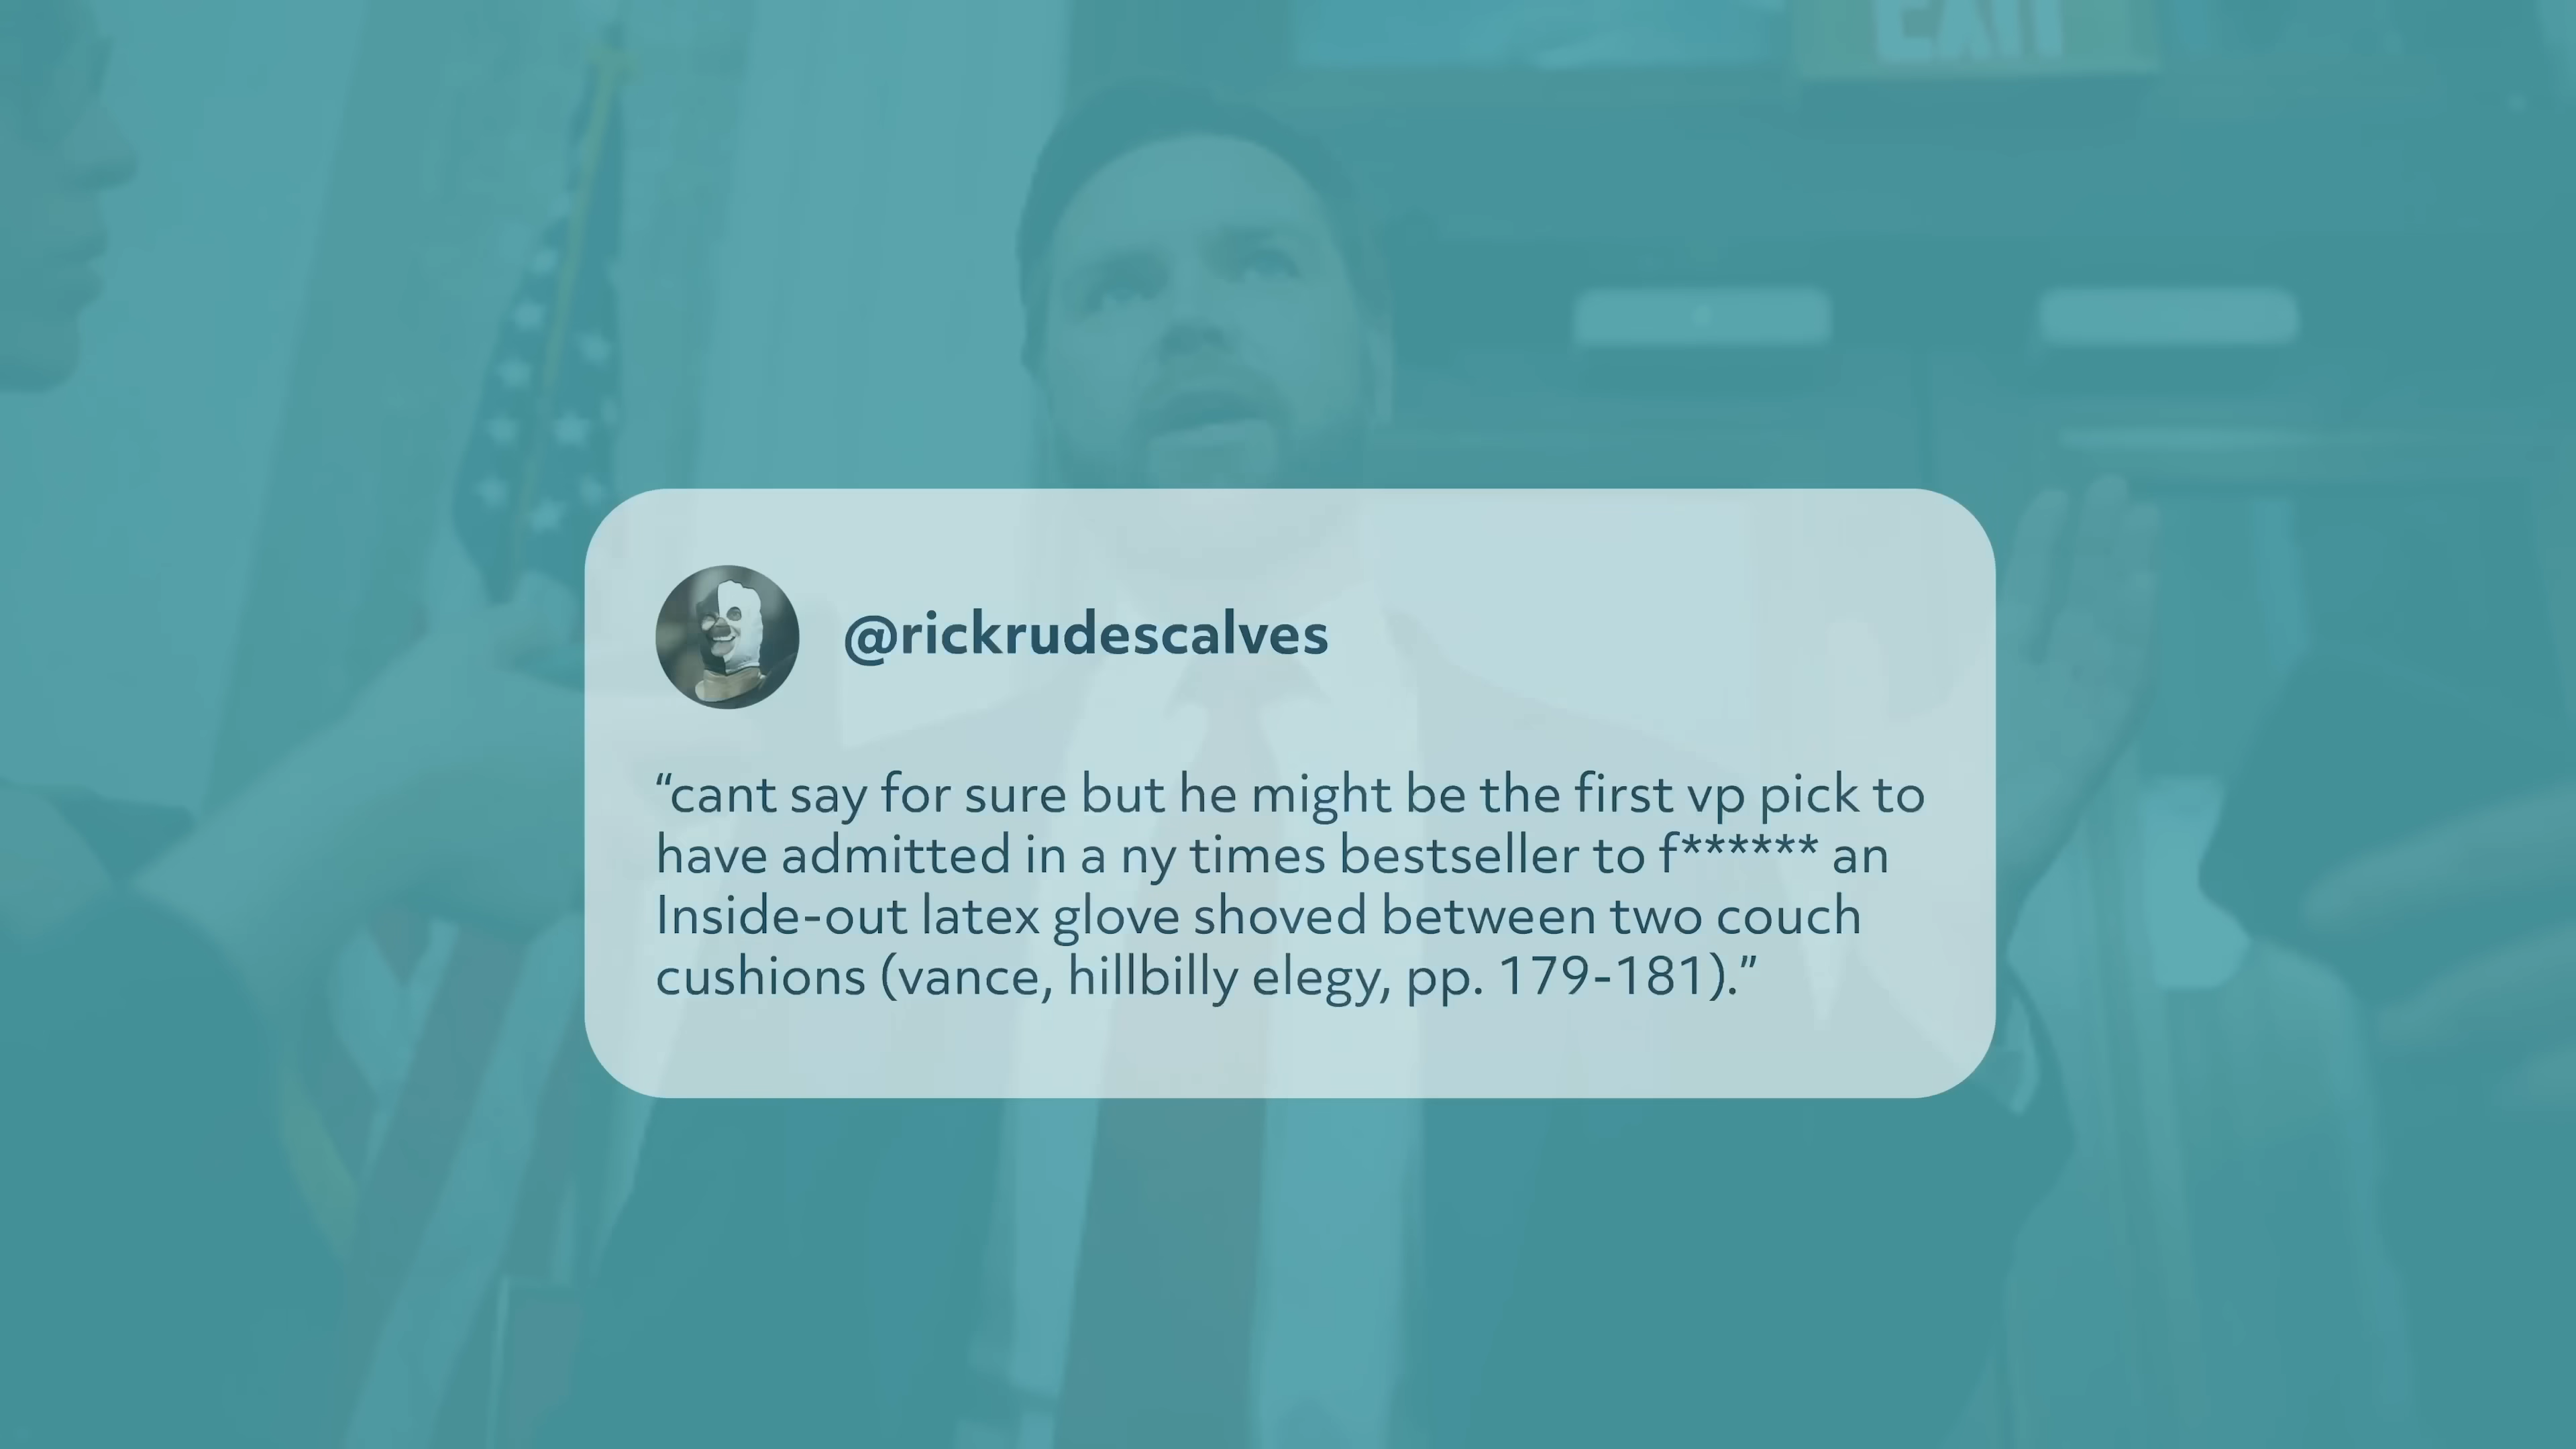 EXIT
@rickrudescalves
“cant say for sure but he might be the first vp pick to
have admitted in a ny times bestseller to f****** an
Inside-out latex glove shoved between two couch
cushions (vance, hillbilly elegy, pp. 179-181).”